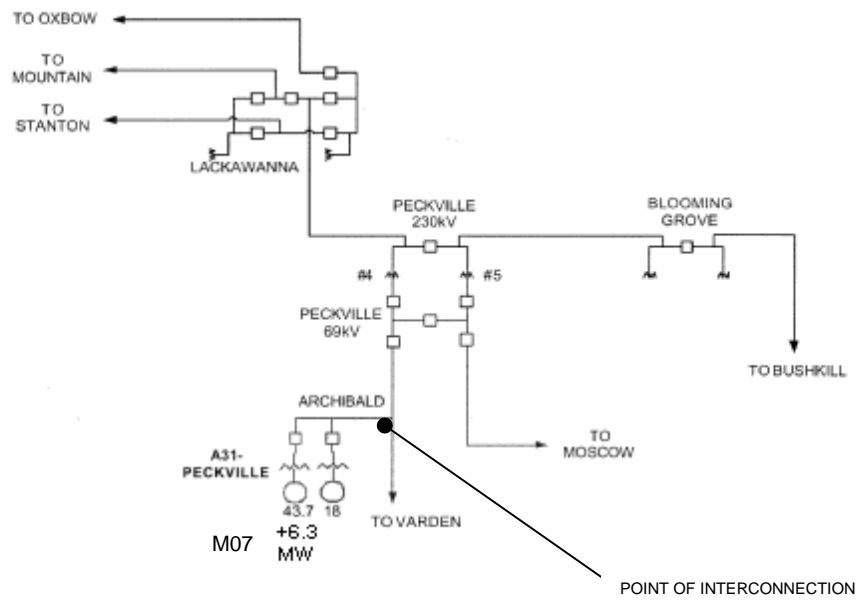 TO OXBOW
TO
MOUNTAIN
TO
STANTON
LACKAWANNA
PECKVILLE
230kV
BLOOMING
GROVE
#4
#5
PECKVILLE
69kV
TO BUSHKILL
ARCHIBALD
TO
MOSCOW
A31-
PECKVILLE
43.7 18
TO VARDEN
M07
+6.3
MW
POINT OF INTERCONNECTION